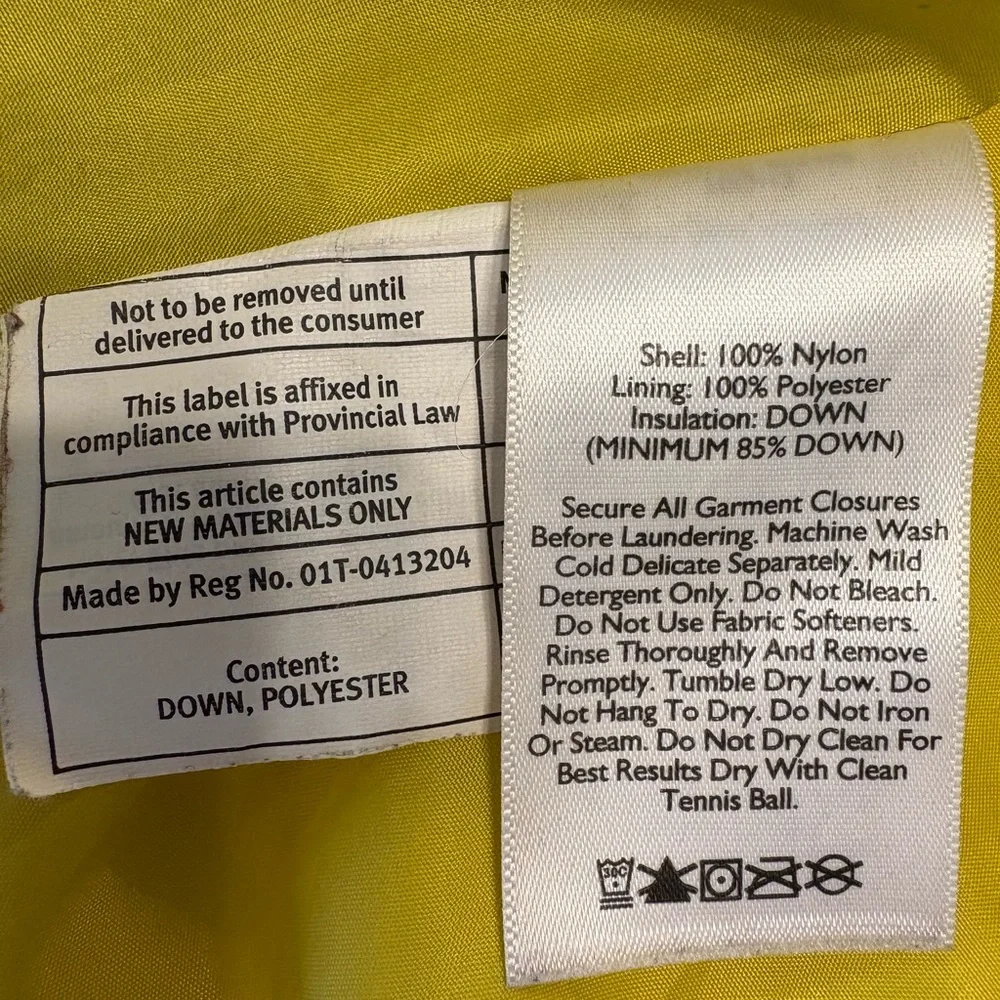 Not to be removed until
delivered to the consumer
This label is affixed in
compliance with Provincial Law
This article contains
NEW MATERIALS ONLY
Made by Reg No. 01T-0413204
Content:
DOWN, POLYESTER
Shell: 100% Nylon
Lining: 100% Polyester
Insulation: DOWN
(MINIMUM 85% DOWN)
Secure All Garment Closures
Before Laundering. Machine Wash
Cold Delicate Separately. Mild
Detergent Only. Do Not Bleach.
Do Not Use Fabric Softeners.
Rinse Thoroughly And Remove
Promptly. Tumble Dry Low. Do
Not Hang To Dry. Do Not Iron
Or Steam. Do Not Dry Clean For
Best Results Dry With Clean
Tennis Ball.
30C